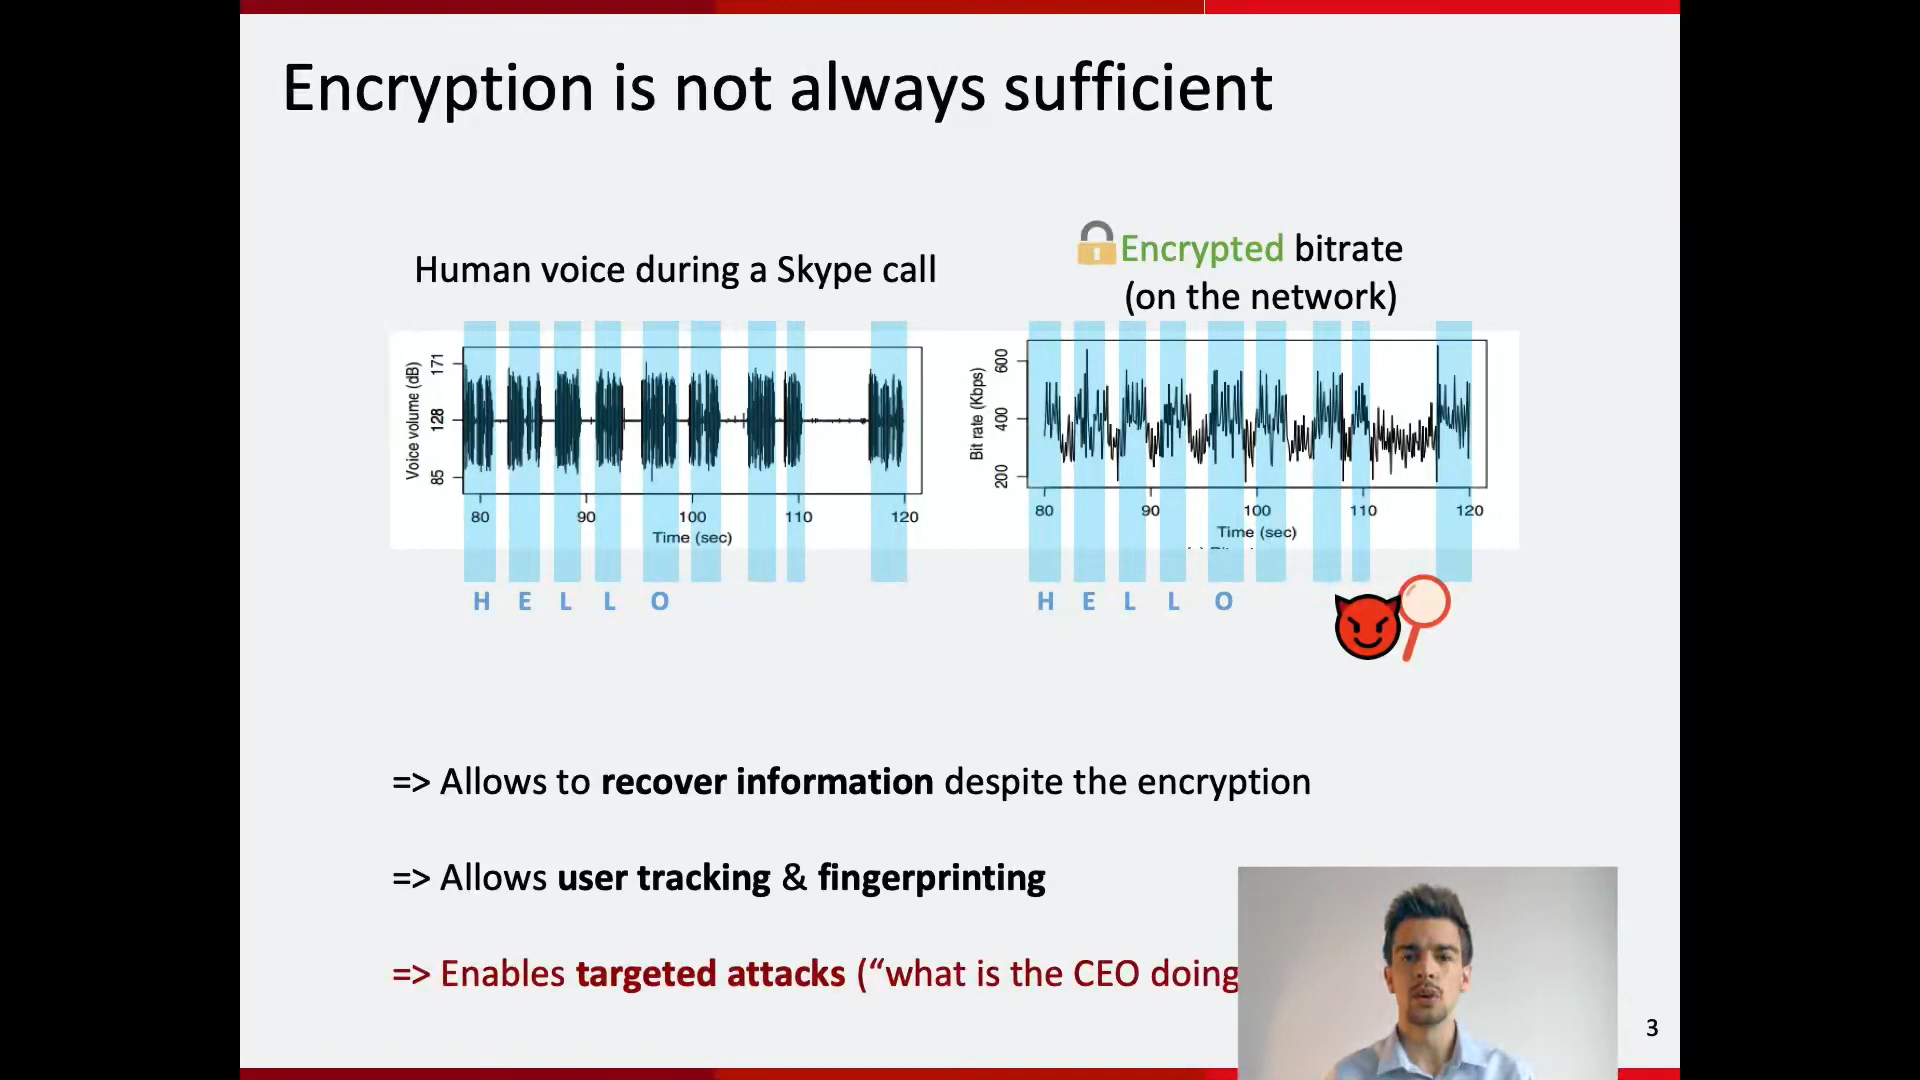 Encryption is not always sufficient
Human voice during a Skype call
Encrypted bitrate
(on the network)
Voice volume (dB)
171
128
85
80 90 100 110 120
Time (sec)
Bit rate (Kbps)
600
400
200
80 90 100 110 120
Time (sec)
H E L L O
H E L L O
=> Allows to recover information despite the encryption
=> Allows user tracking & fingerprinting
=> Enables targeted attacks (“what is the CEO doing
3